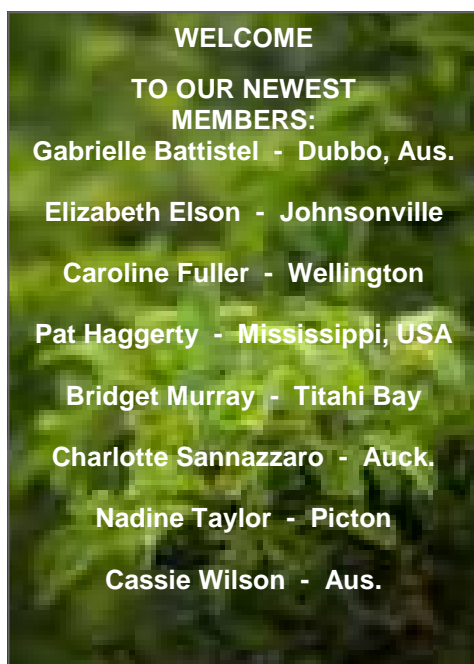 WELCOME
TO OUR NEWEST
MEMBERS:
Gabrielle Battistel - Dubbo, Aus.
Elizabeth Elson - Johnsonville
Caroline Fuller - Wellington
Pat Haggerty - Mississippi, USA
Bridget Murray - Titahi Bay
Charlotte Sannazzaro - Auck.
Nadine Taylor - Picton
Cassie Wilson - Aus.